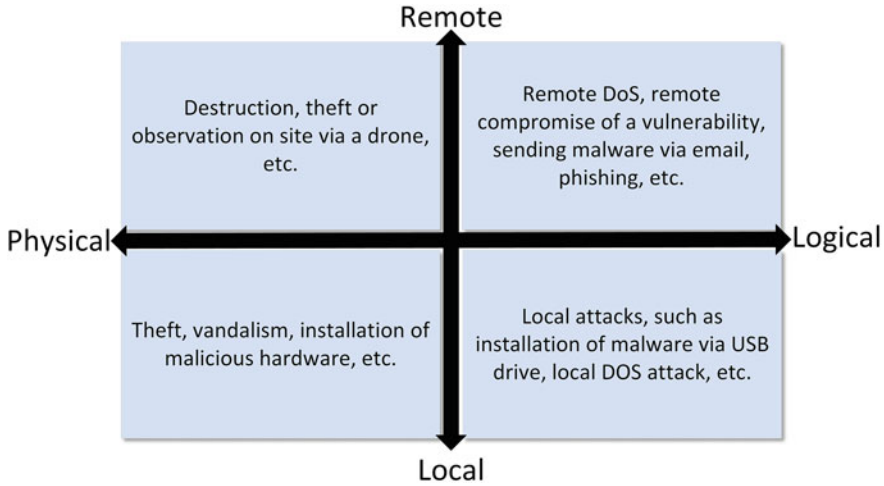 Remote
Destruction, theft or
observation on site via a drone,
etc.
Remote DoS, remote
compromise of a vulnerability,
sending malware via email,
phishing, etc.
Physical
Logical
Theft, vandalism, installation of
malicious hardware, etc.
Local attacks, such as
installation of malware via USB
drive, local DOS attack, etc.
Local